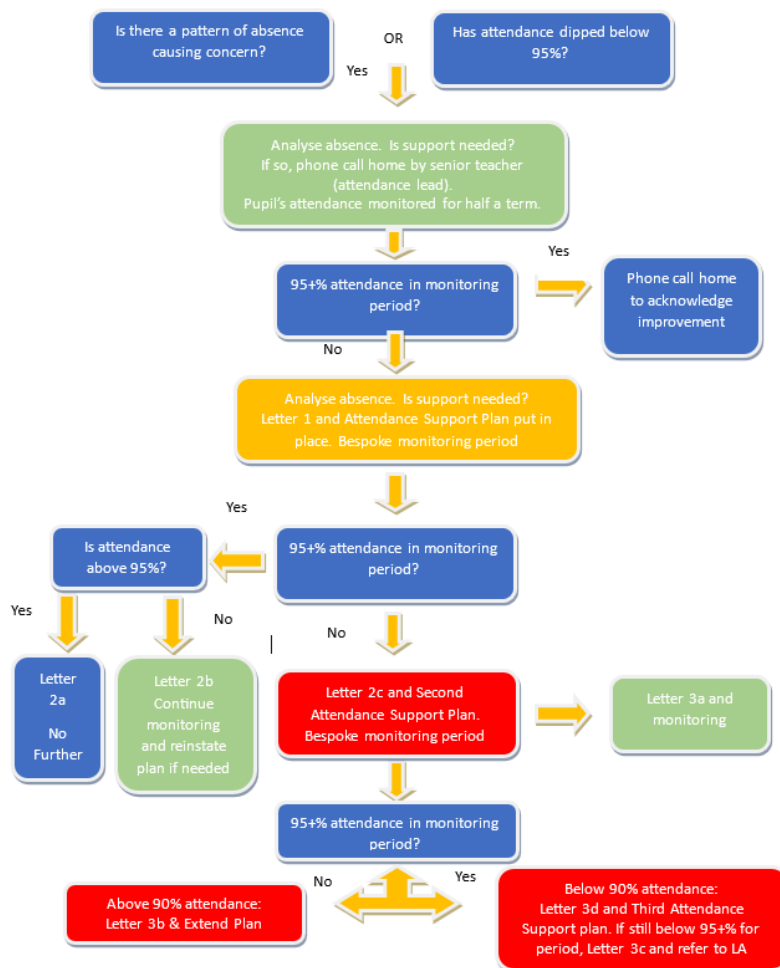 Is there a pattern of absence
causing concern?
OR
Has attendance dipped below
95%?
Yes
Analyse absence. Is support needed?
If so, phone call home by senior teacher
(attendance lead).
Pupil's attendance monitored for half a term.
95+% attendance in monitoring
period?
Yes
Phone call home
to acknowledge
improvement
No
Analyse absence. Is support needed?
Letter 1 and Attendance Support Plan put in
place. Bespoke monitoring period
Yes
Is attendance
above 95%?
95+% attendance in monitoring
period?
Yes
No
No
Letter
2a
No
Further
Letter 2b
Continue
monitoring
and reinstate
plan if needed
Letter 2c and Second
Attendance Support Plan.
Bespoke monitoring period
Letter 3a and
monitoring
95+% attendance in monitoring
period?
No
Yes
Above 90% attendance:
Letter 3b & Extend Plan
Below 90% attendance:
Letter 3d and Third Attendance
Support plan. If still below 95+% for
period, Letter 3c and refer to LA